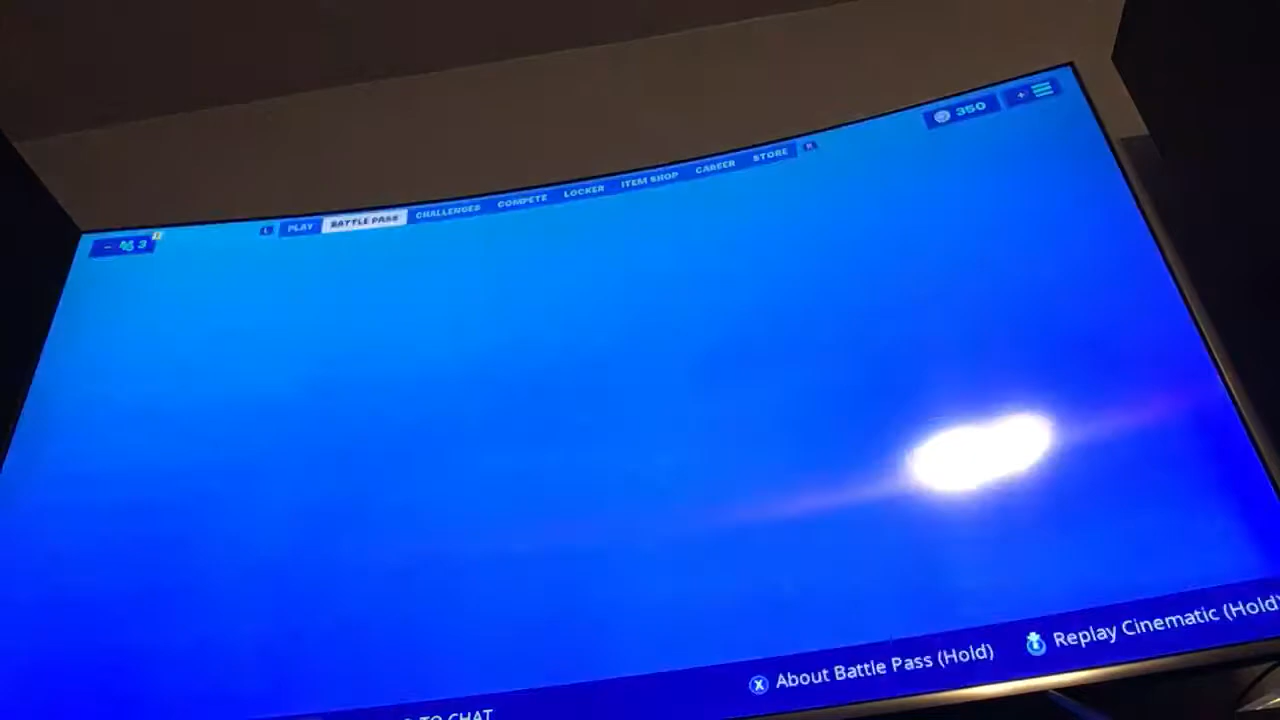 350
L PLAY BATTLE PASS CHALLENGES COMPETE LOCKER ITEM SHOP CAREER STORE R
3
X About Battle Pass (Hold) Replay Cinematic (Hold)
TO CHAT